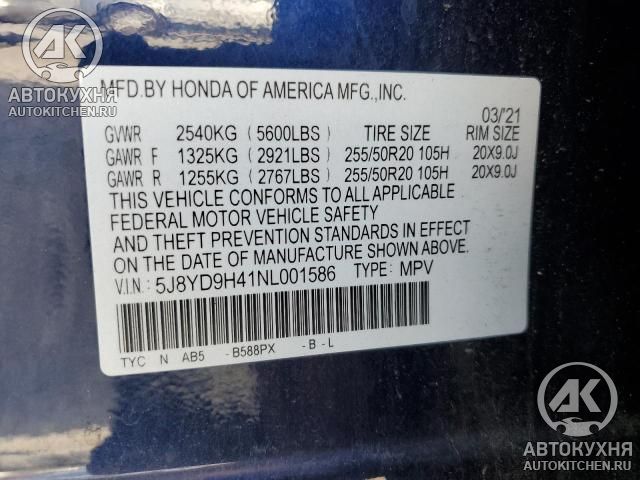 AK
АВТОКУХНЯ
AUTOKITCHEN.RU
MFD.BY HONDA OF AMERICA MFG.,INC.
03/'21
GVWR 2540KG (5600LBS) TIRE SIZE RIM SIZE
GAWR F 1325KG (2921LBS) 255/50R20 105H 20X9.0J
GAWR R 1255KG (2767LBS) 255/50R20 105H 20X9.0J
THIS VEHICLE CONFORMS TO ALL APPLICABLE
FEDERAL MOTOR VEHICLE SAFETY
AND THEFT PREVENTION STANDARDS IN EFFECT
ON THE DATE OF MANUFACTURE SHOWN ABOVE.
V.I.N: 5J8YD9H41NL001586 TYPE: MPV
TYC N AB5 -B588PX -B-L
AK
АВТОКУХНЯ
AUTOKITCHEN.RU